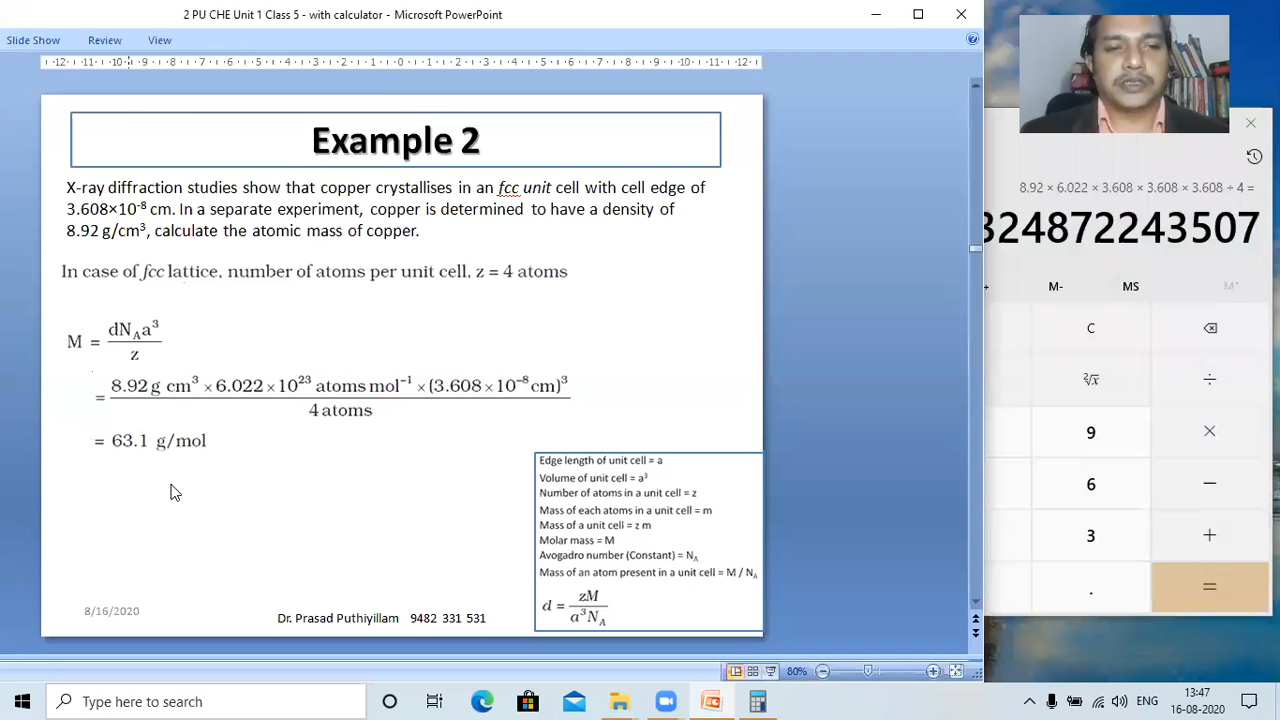 2 PU CHE Unit 1 Class 5 - with calculator - Microsoft PowerPoint
Slide Show Review View
Example 2
X-ray diffraction studies show that copper crystallises in an fcc unit cell with cell edge of
3.608×10⁻⁸ cm. In a separate experiment, copper is determined to have a density of
8.92 g/cm³, calculate the atomic mass of copper.
In case of fcc lattice, number of atoms per unit cell, z = 4 atoms
M = dN_A a³ / z
= 8.92 g cm³ × 6.022 × 10²³ atoms mol⁻¹ × (3.608 × 10⁻⁸ cm)³ / 4 atoms
= 63.1 g/mol
Edge length of unit cell = a
Volume of unit cell = a³
Number of atoms in a unit cell = z
Mass of each atoms in a unit cell = m
Mass of a unit cell = z m
Molar mass = M
Avogadro number (Constant) = N_A
Mass of an atom present in a unit cell = M / N_A
d = zM / a³ N_A
8/16/2020
Dr. Prasad Puthiyillam 9482 331 531
80%
8.92 × 6.022 × 3.608 × 3.608 × 3.608 ÷ 4 =
324872243507
M- MS
C
²√x ÷
9 ×
6 −
3 +
. =
Type here to search
ENG
13:47
16-08-2020